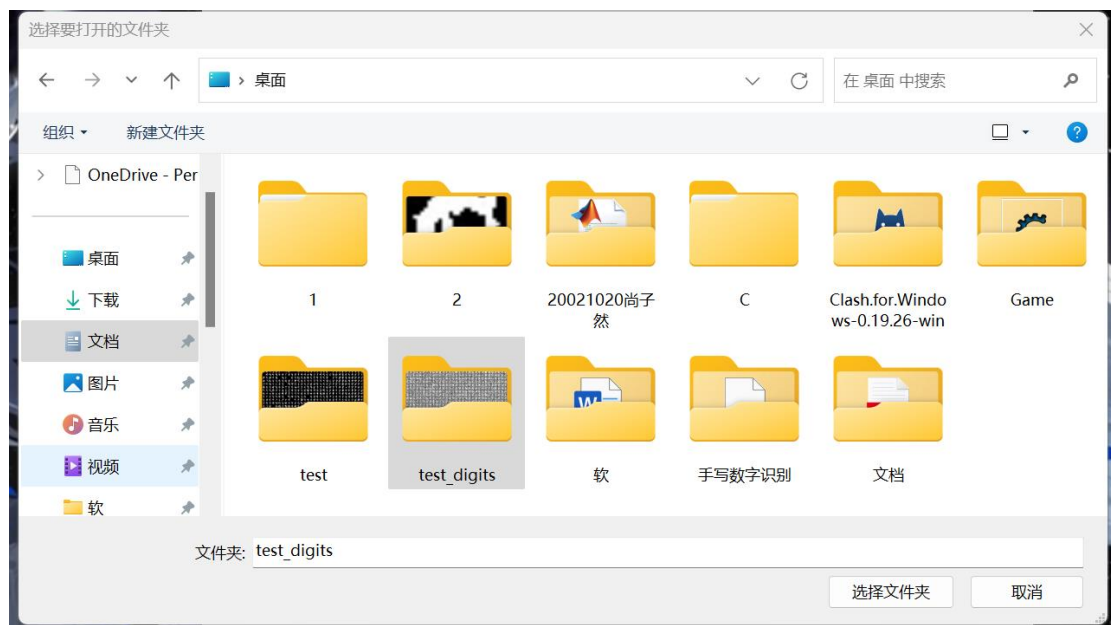 选择要打开的文件夹
桌面
在 桌面 中搜索
组织
新建文件夹
OneDrive - Per
桌面
下载
文档
图片
音乐
视频
软
1
2
20021020尚子
然
C
Clash.for.Windo
ws-0.19.26-win
Game
test
test_digits
软
手写数字识别
文档
文件夹: test_digits
选择文件夹
取消